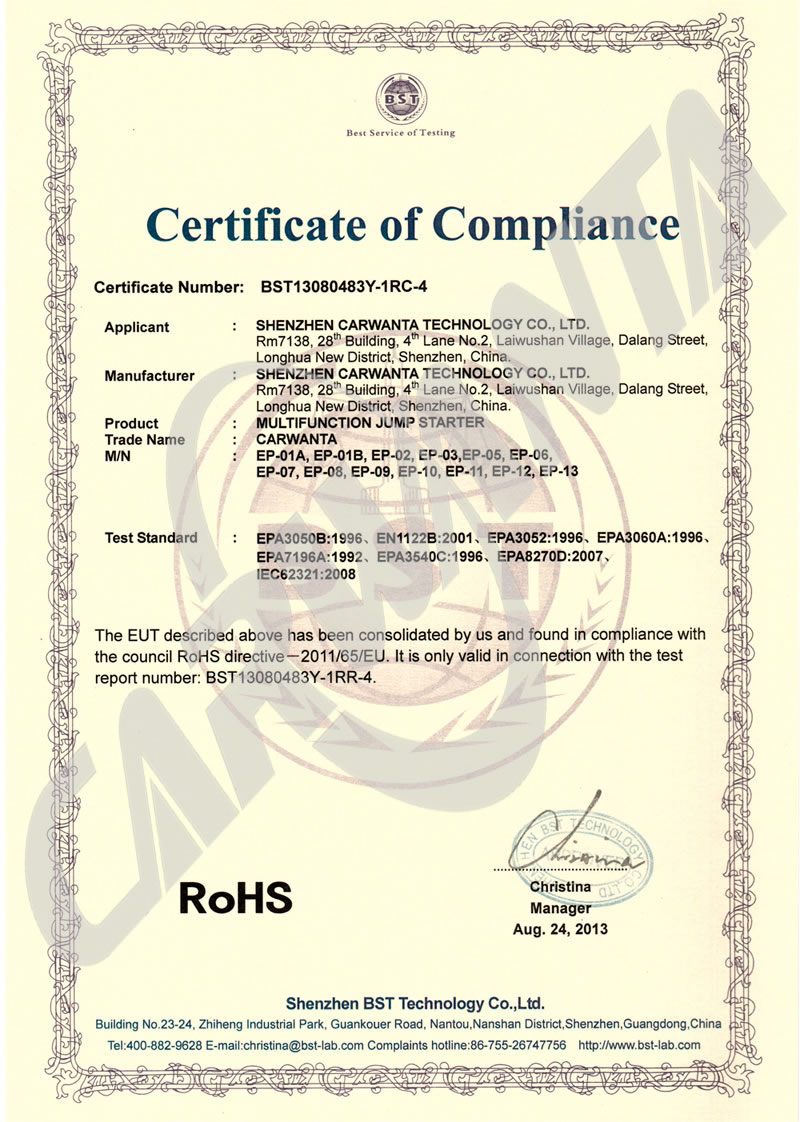 BST
Best Service of Testing
Certificate of Compliance
Certificate Number: BST13080483Y-1RC-4
Applicant : SHENZHEN CARWANTA TECHNOLOGY CO., LTD.
Rm7138, 28th Building, 4th Lane No.2, Laiwushan Village, Dalang Street,
Longhua New District, Shenzhen, China.
Manufacturer : SHENZHEN CARWANTA TECHNOLOGY CO., LTD.
Rm7138, 28th Building, 4th Lane No.2, Laiwushan Village, Dalang Street,
Longhua New District, Shenzhen, China.
Product : MULTIFUNCTION JUMP STARTER
Trade Name : CARWANTA
M/N : EP-01A, EP-01B, EP-02, EP-03,EP-05, EP-06,
EP-07, EP-08, EP-09, EP-10, EP-11, EP-12, EP-13
Test Standard : EPA3050B:1996、EN1122B:2001、EPA3052:1996、EPA3060A:1996、
EPA7196A:1992、EPA3540C:1996、EPA8270D:2007、
IEC62321:2008
The EUT described above has been consolidated by us and found in compliance with
the council RoHS directive—2011/65/EU. It is only valid in connection with the test
report number: BST13080483Y-1RR-4.
BST
CARWANTA
RoHS
Christina
Christina
Manager
Aug. 24, 2013
Shenzhen BST Technology Co.,Ltd.
Building No.23-24, Zhiheng Industrial Park, Guankouer Road, Nantou,Nanshan District,Shenzhen,Guangdong,China
Tel:400-882-9628 E-mail:christina@bst-lab.com Complaints hotline:86-755-26747756 http://www.bst-lab.com